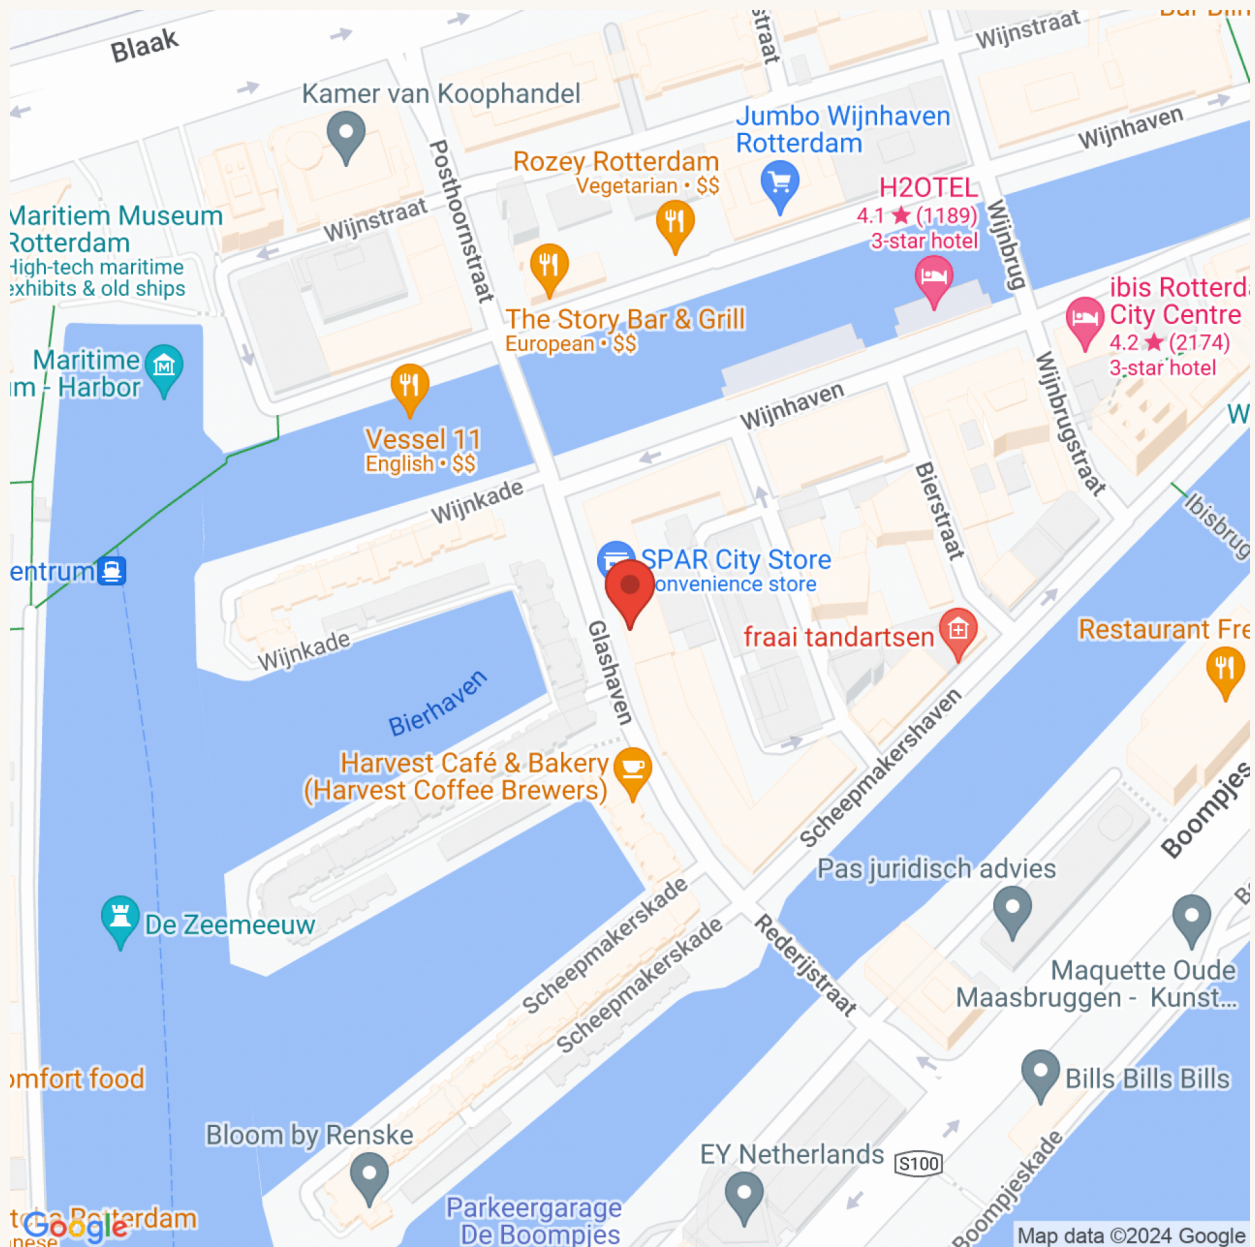 Blaak
straat
Wijnstraat
Kamer van Koophandel
Jumbo Wijnhaven
Rotterdam
Wijnhaven
Posthoornstraat
Rozey Rotterdam
Vegetarian • $$
H2OTEL
4.1 ★ (1189)
3-star hotel
Wijnbrug
Maritiem Museum
Rotterdam
High-tech maritime
exhibits & old ships
Wijnstraat
ibis Rotterd
City Centre
4.2 ★ (2174)
3-star hotel
The Story Bar & Grill
European • $$
Maritime
um - Harbor
Wijnbrugstraat
Vessel 11
English • $$
Wijnhaven
W
Wijnkade
Bierstraat
Ibisbrug
entrum
SPAR City Store
onvenience store
Wijnkade
Glashaven
fraai tandartsen
Restaurant Fre
Bierhaven
Harvest Café & Bakery
(Harvest Coffee Brewers)
Scheepmakershaven
Boompjes
Pas juridisch advies
De Zeemeeuw
Scheepmakerskade
Scheepmakerskade
Rederijstraat
Maquette Oude
Maasbruggen - Kunst...
omfort food
Bills Bills Bills
Bloom by Renske
EY Netherlands
S100
Boompjeskade
Parkeergarage
De Boompjes
Rotterdam
Google
Map data ©2024 Google